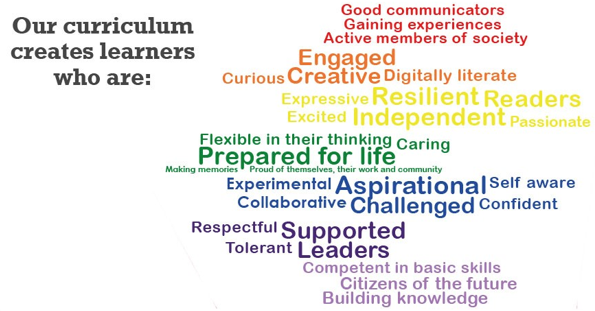 Our curriculum
creates learners
who are:
Good communicators
Gaining experiences
Active members of society
Engaged
Curious Creative Digitally literate
Expressive Resilient Readers
Excited Independent Passionate
Flexible in their thinking Caring
Prepared for life
Making memories Proud of themselves, their work and community
Experimental Aspirational Self aware
Collaborative Challenged Confident
Respectful Supported
Tolerant Leaders
Competent in basic skills
Citizens of the future
Building knowledge